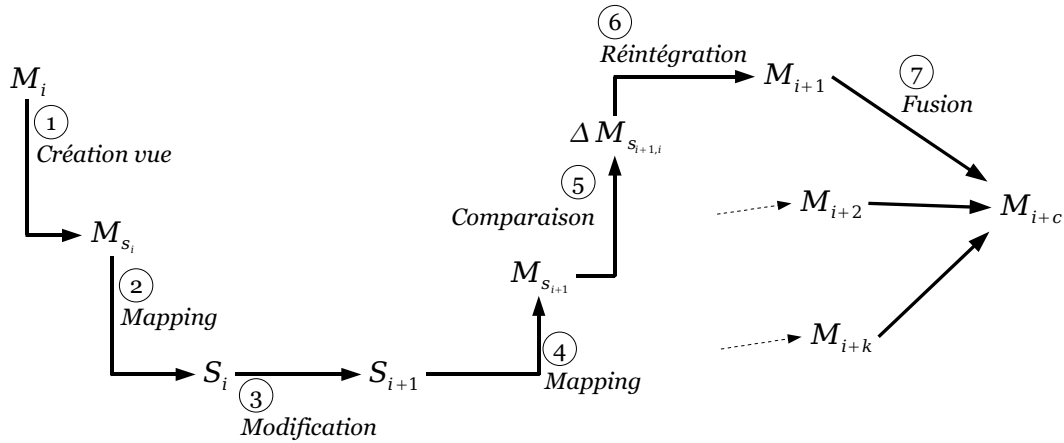 M_i
① Création vue
M_{s_i}
② Mapping
S_i
③ Modification
S_{i+1}
④ Mapping
M_{s_{i+1}}
⑤ Comparaison
Δ M_{s_{i+1,i}}
⑥ Réintégration
M_{i+1}
⑦ Fusion
M_{i+2}
M_{i+k}
M_{i+c}